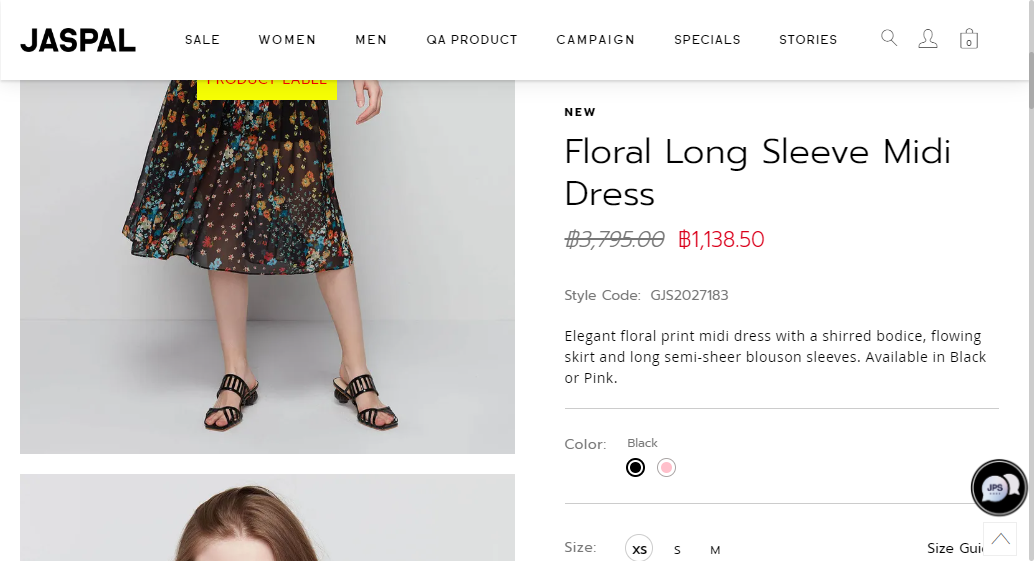 JASPAL
SALE WOMEN MEN QA PRODUCT CAMPAIGN SPECIALS STORIES
0
PRODUCT LABEL
NEW
Floral Long Sleeve Midi
Dress
฿3,795.00 ฿1,138.50
Style Code: GJS2027183
Elegant floral print midi dress with a shirred bodice, flowing
skirt and long semi-sheer blouson sleeves. Available in Black
or Pink.
Color: Black
JPS
Size: XS S M Size Gui